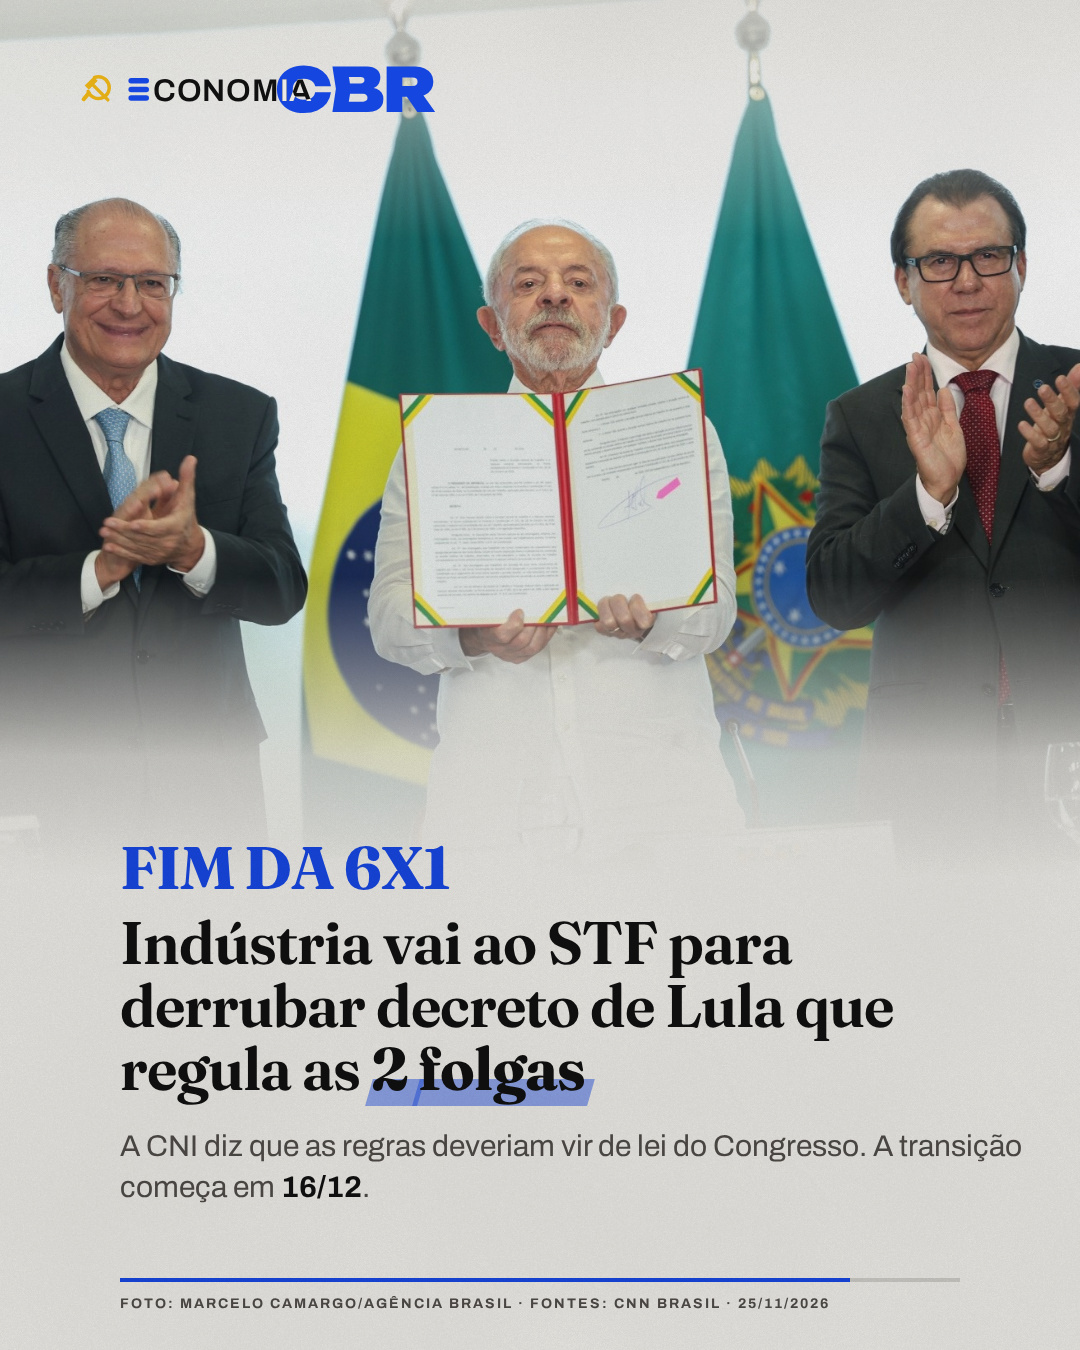 ECONOMIA CBR
FIM DA 6X1
Indústria vai ao STF para
derrubar decreto de Lula que
regula as 2 folgas
A CNI diz que as regras deveriam vir de lei do Congresso. A transição
começa em 16/12.
FOTO: MARCELO CAMARGO/AGÊNCIA BRASIL · FONTES: CNN BRASIL · 25/11/2026